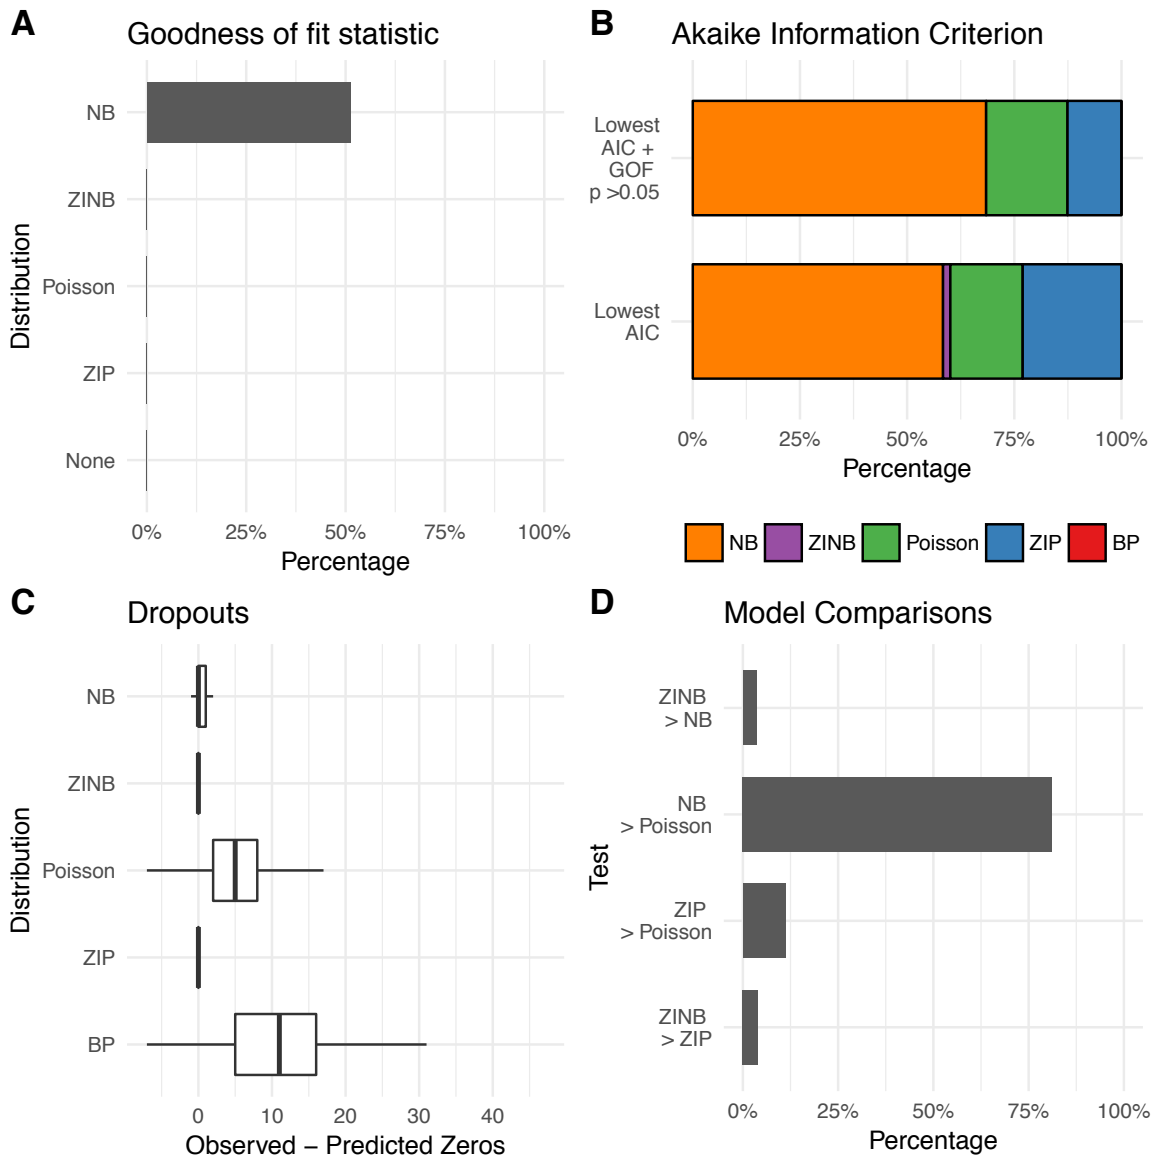 A
Goodness of fit statistic
NB
ZINB
Poisson
ZIP
None
Distribution
0%
25%
50%
75%
100%
Percentage
B
Akaike Information Criterion
Lowest
AIC +
GOF
p >0.05
Lowest
AIC
0%
25%
50%
75%
100%
Percentage
NB
ZINB
Poisson
ZIP
BP
C
Dropouts
NB
ZINB
Poisson
ZIP
BP
Distribution
0
10
20
30
40
Observed − Predicted Zeros
D
Model Comparisons
ZINB
> NB
NB
> Poisson
ZIP
> Poisson
ZINB
> ZIP
Test
0%
25%
50%
75%
100%
Percentage